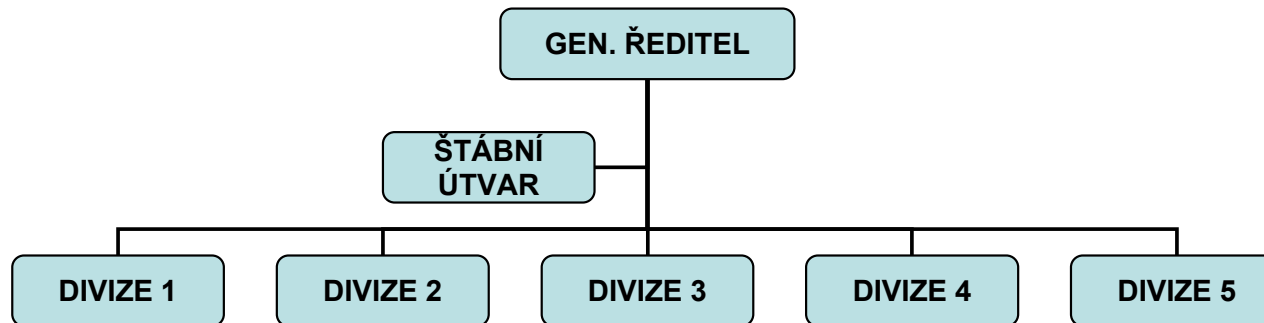 GEN. ŘEDITEL
ŠTÁBNÍ
ÚTVAR
DIVIZE 1
DIVIZE 2
DIVIZE 3
DIVIZE 4
DIVIZE 5